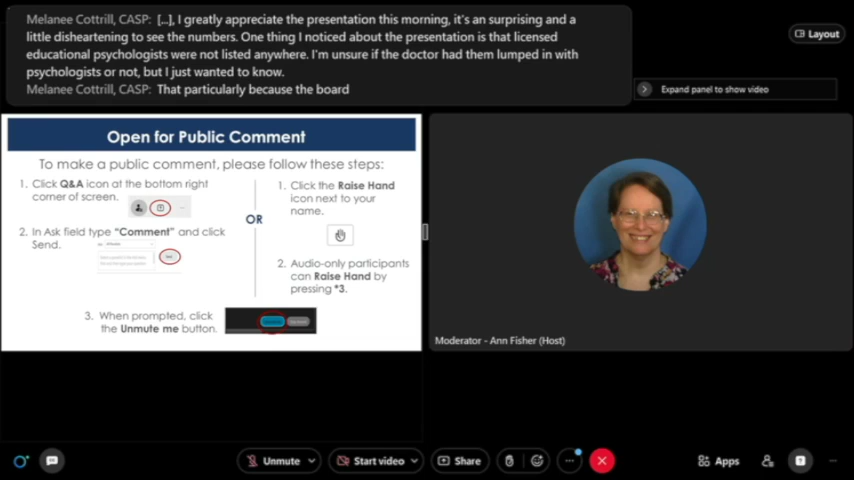 Melanee Cottrill, CASP: [...], I greatly appreciate the presentation this morning, it's an surprising and a
little disheartening to see the numbers. One thing I noticed about the presentation is that licensed
educational psychologists were not listed anywhere. I'm unsure if the doctor had them lumped in with
psychologists or not, but I just wanted to know.
Melanee Cottrill, CASP: That particularly because the board
Layout
Expand panel to show video
Open for Public Comment
To make a public comment, please follow these steps:
1. Click Q&A icon at the bottom right
corner of screen.
2. In Ask field type "Comment" and click
Send.
OR
1. Click the Raise Hand
icon next to your
name.
2. Audio-only participants
can Raise Hand by
pressing *3.
3. When prompted, click
the Unmute me button.
Moderator - Ann Fisher (Host)
Unmute
Start video
Share
Apps